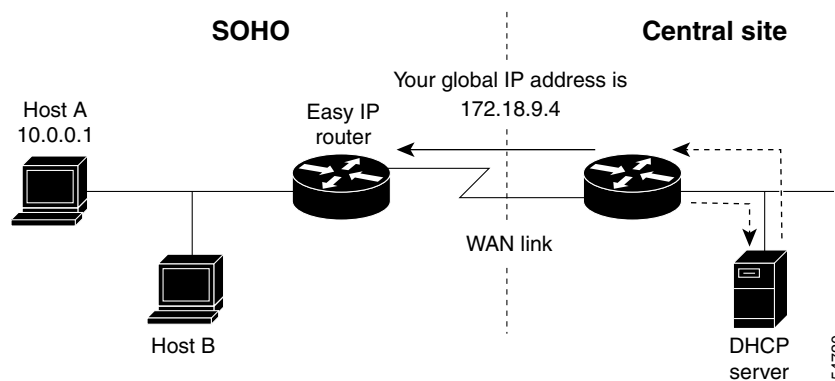 SOHO
Central site
Your global IP address is
172.18.9.4
Host A
10.0.0.1
Easy IP
router
WAN link
Host B
DHCP
server